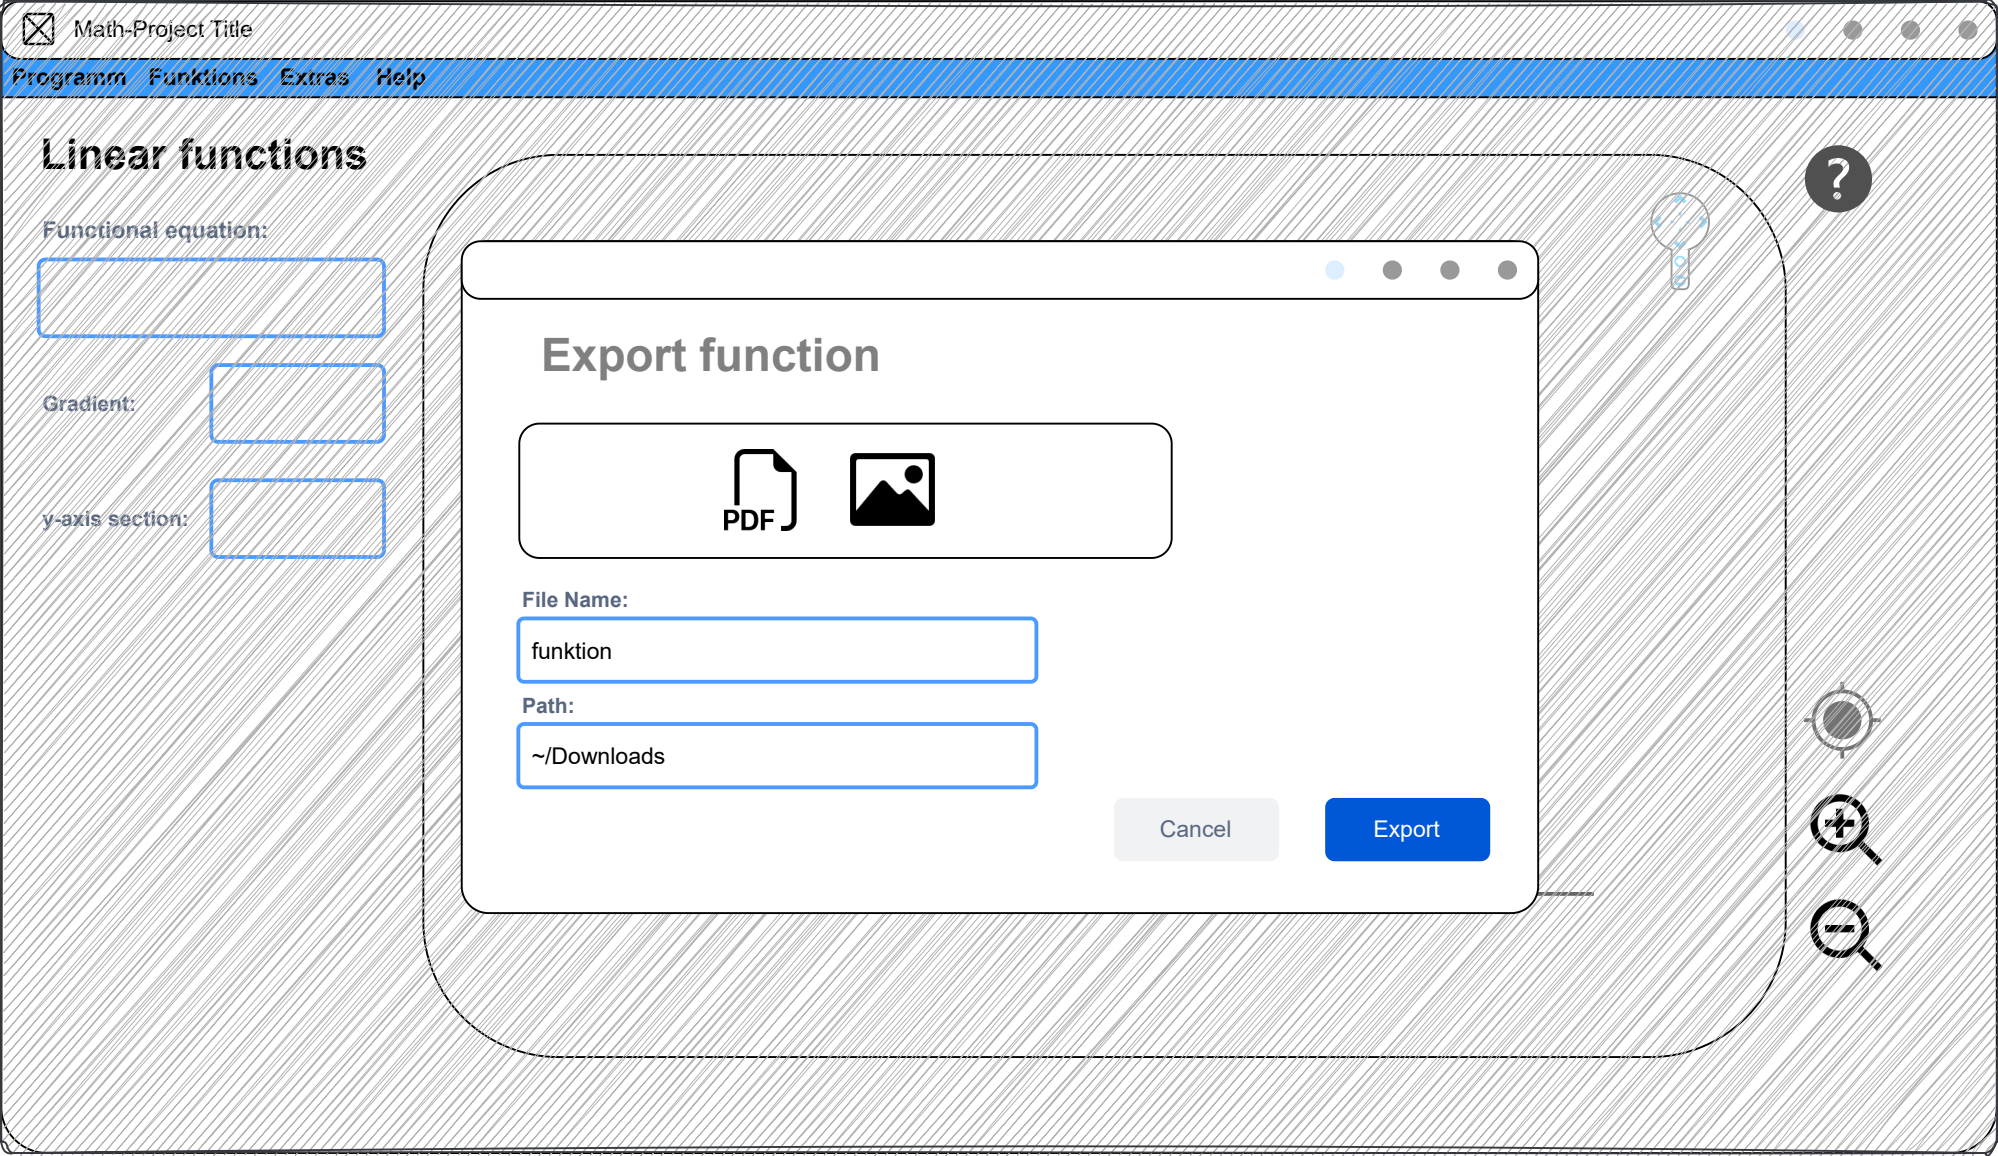 Math-Project Title
Programm Funktions Extras Help
Linear functions
Functional equation:
Gradient:
y-axis section:
?
Export function
PDF
File Name:
funktion
Path:
~/Downloads
Cancel Export